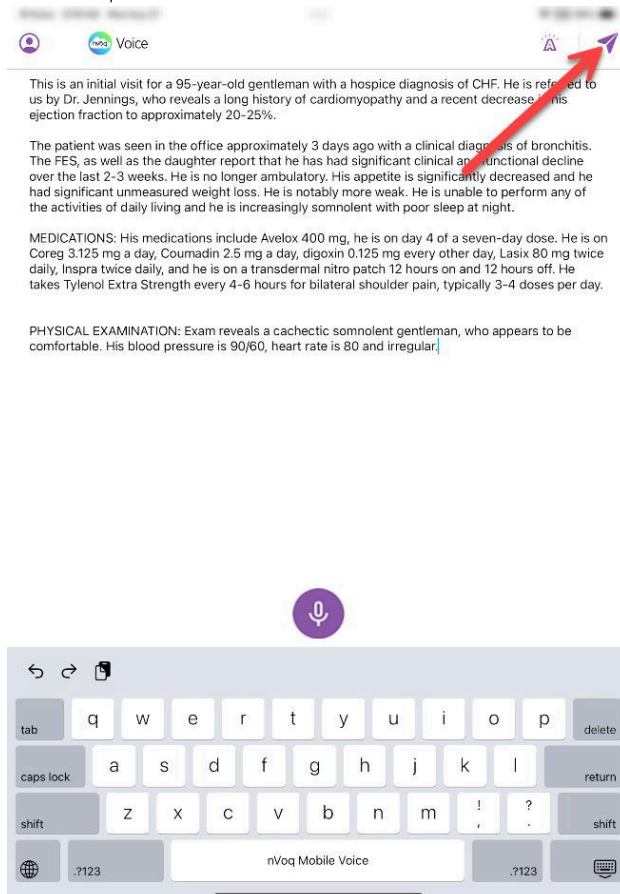 nVoq Voice
This is an initial visit for a 95-year-old gentleman with a hospice diagnosis of CHF. He is referred to
us by Dr. Jennings, who reveals a long history of cardiomyopathy and a recent decrease in his
ejection fraction to approximately 20-25%.
The patient was seen in the office approximately 3 days ago with a clinical diagnosis of bronchitis.
The FES, as well as the daughter report that he has had significant clinical and functional decline
over the last 2-3 weeks. He is no longer ambulatory. His appetite is significantly decreased and he
had significant unmeasured weight loss. He is notably more weak. He is unable to perform any of
the activities of daily living and he is increasingly somnolent with poor sleep at night.
MEDICATIONS: His medications include Avelox 400 mg, he is on day 4 of a seven-day dose. He is on
Coreg 3.125 mg a day, Coumadin 2.5 mg a day, digoxin 0.125 mg every other day, Lasix 80 mg twice
daily, Inspra twice daily, and he is on a transdermal nitro patch 12 hours on and 12 hours off. He
takes Tylenol Extra Strength every 4-6 hours for bilateral shoulder pain, typically 3-4 doses per day.
PHYSICAL EXAMINATION: Exam reveals a cachectic somnolent gentleman, who appears to be
comfortable. His blood pressure is 90/60, heart rate is 80 and irregular.
tab q w e r t y u i o p delete
caps lock a s d f g h j k l return
shift z x c v b n m ! , ? . shift
.?123 nVoq Mobile Voice .?123